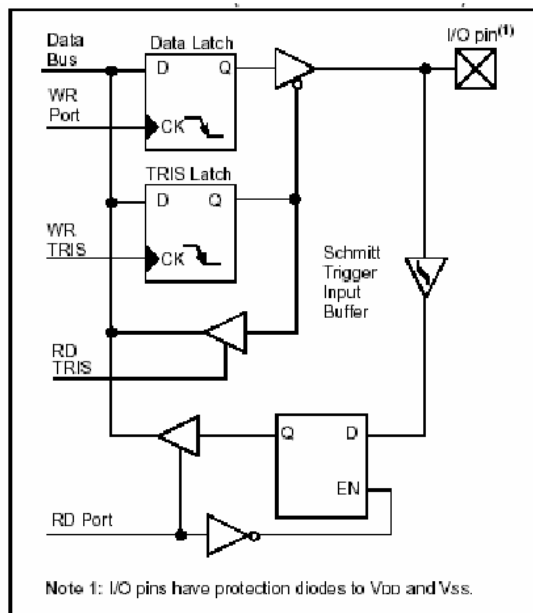 Data
Bus
Data Latch
I/O pin(1)
D
Q
WR
Port
CK
TRIS Latch
D
Q
WR
TRIS
CK
Schmitt
Trigger
Input
Buffer
RD
TRIS
Q
D
EN
RD Port
Note 1: I/O pins have protection diodes to VDD and VSS.